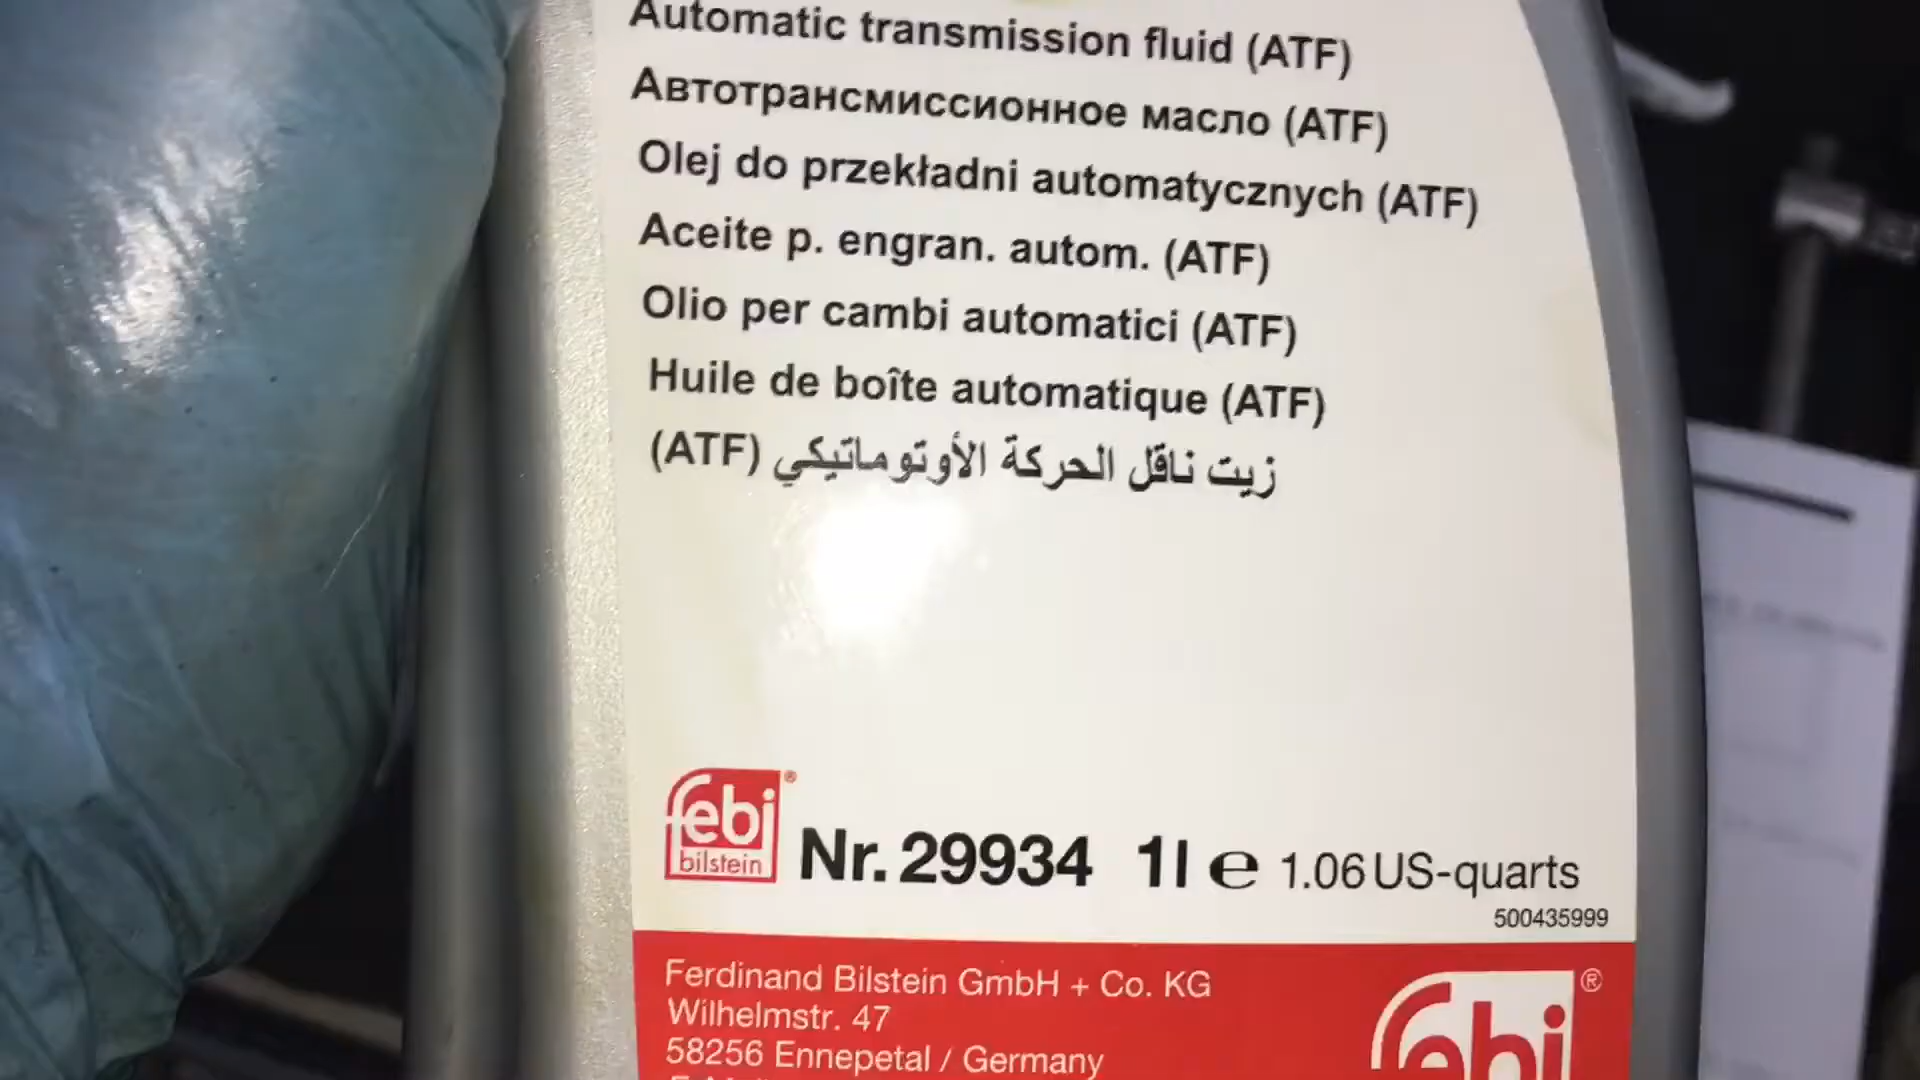 Automatic transmission fluid (ATF)
Автотрансмиссионное масло (ATF)
Olej do przekładni automatycznych (ATF)
Aceite p. engran. autom. (ATF)
Olio per cambi automatici (ATF)
Huile de boîte automatique (ATF)
زيت ناقل الحركة الأوتوماتيكي (ATF)
febi®
bilstein
Nr. 29934 1l e 1.06 US-quarts
500435999
Ferdinand Bilstein GmbH + Co. KG
Wilhelmstr. 47
58256 Ennepetal / Germany
febi®